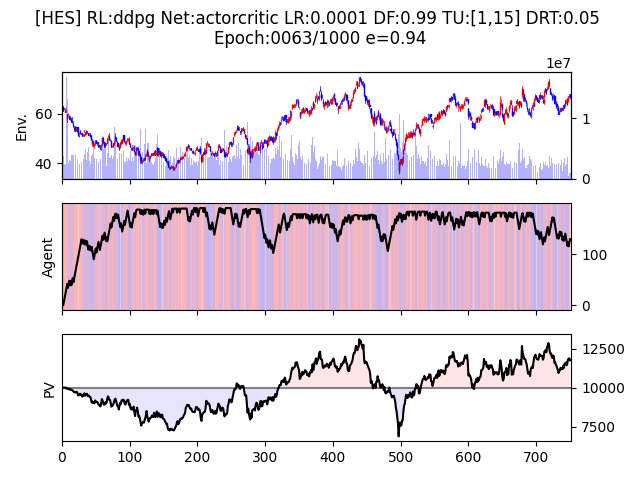 [HES] RL:ddpg Net:actorcritic LR:0.0001 DF:0.99 TU:[1,15] DRT:0.05
Epoch:0063/1000 e=0.94
1e7
Env.
60
40
1
0
Agent
100
0
PV
12500
10000
7500
0 100 200 300 400 500 600 700